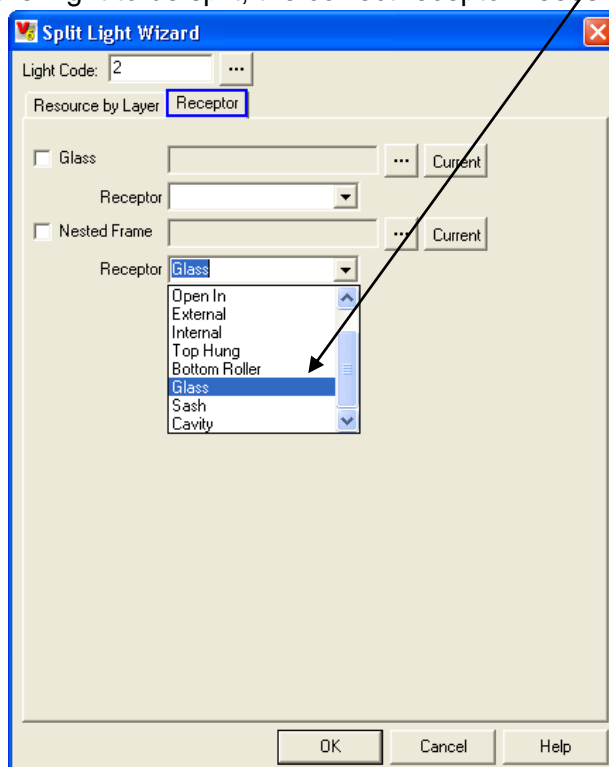 Split Light Wizard
Light Code: 2 ...
Resource by Layer Receptor
Glass ... Current
Receptor
Nested Frame ... Current
Receptor Glass
Open In
External
Internal
Top Hung
Bottom Roller
Glass
Sash
Cavity
OK Cancel Help